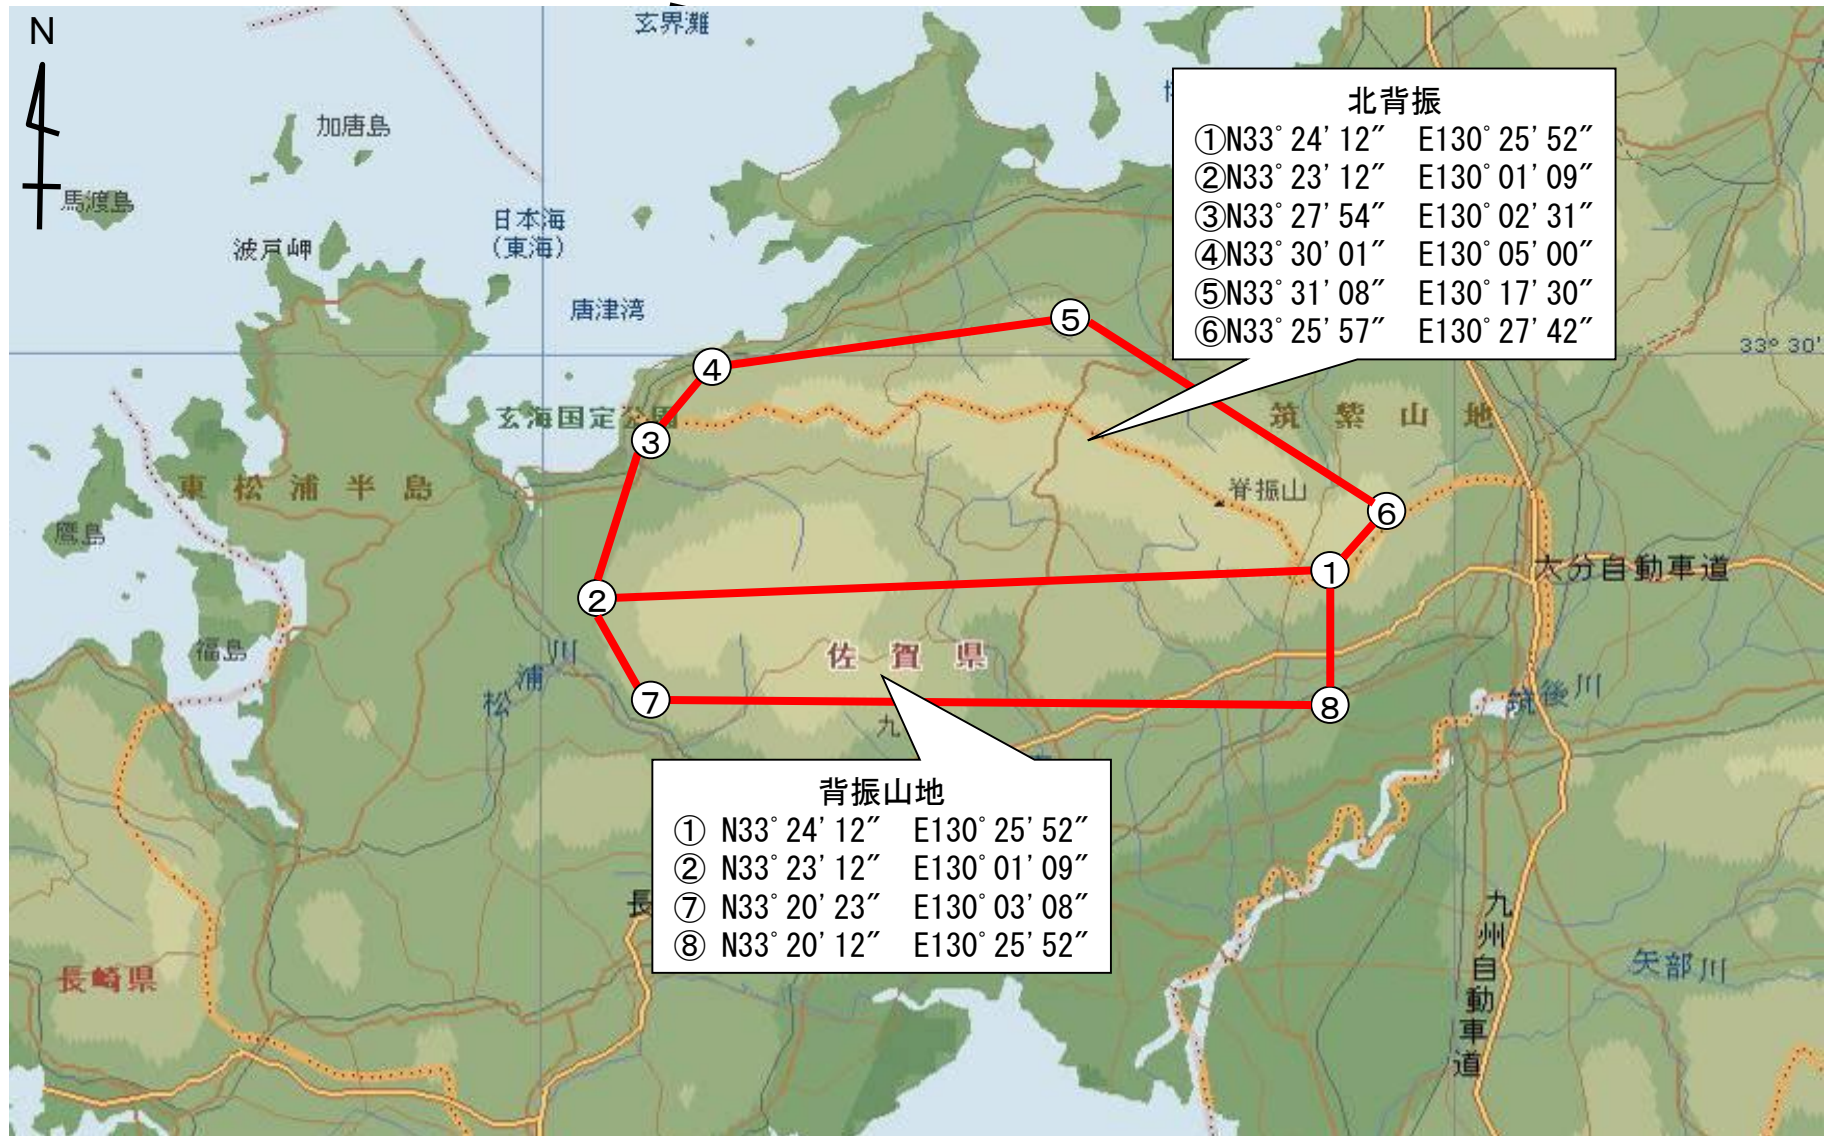 N
玄界灘
加唐島
馬渡島
波戸岬
日本海
(東海)
唐津湾
北背振
①N33°24′12″ E130°25′52″
②N33°23′12″ E130°01′09″
③N33°27′54″ E130°02′31″
④N33°30′01″ E130°05′00″
⑤N33°31′08″ E130°17′30″
⑥N33°25′57″ E130°27′42″
33° 30'
⑤
④
③
玄海国定公園
筑紫山地
東松浦半島
脊振山
鷹島
⑥
①
②
大分自動車道
福島
松浦川
佐賀県
⑦
⑧
筑後川
九
背振山地
① N33°24′12″ E130°25′52″
② N33°23′12″ E130°01′09″
⑦ N33°20′23″ E130°03′08″
⑧ N33°20′12″ E130°25′52″
長
九州自動車道
矢部川
長崎県